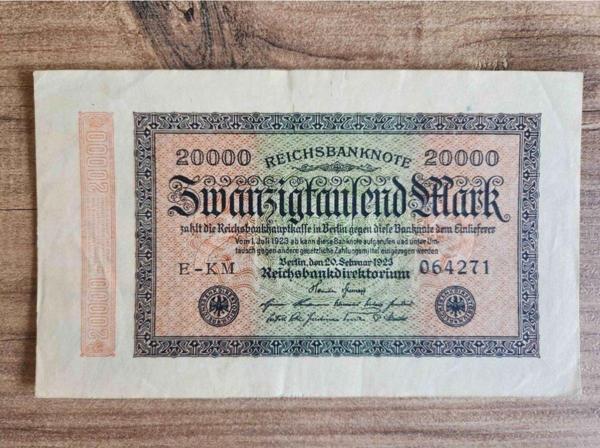 20000 REICHSBANKNOTE 20000
Zwanzigtausend Mark
zahlt die Reichsbankhauptkasse in Berlin gegen diese Banknote dem Einlieferer
Vom 1. Juli 1923 ab kann diese Banknote aufgerufen und unter Um-
tausch gegen andere gesetzliche Zahlungsmittel eingezogen werden
Berlin, den 20. Februar 1923
E-KM Reichsbankdirektorium 064271